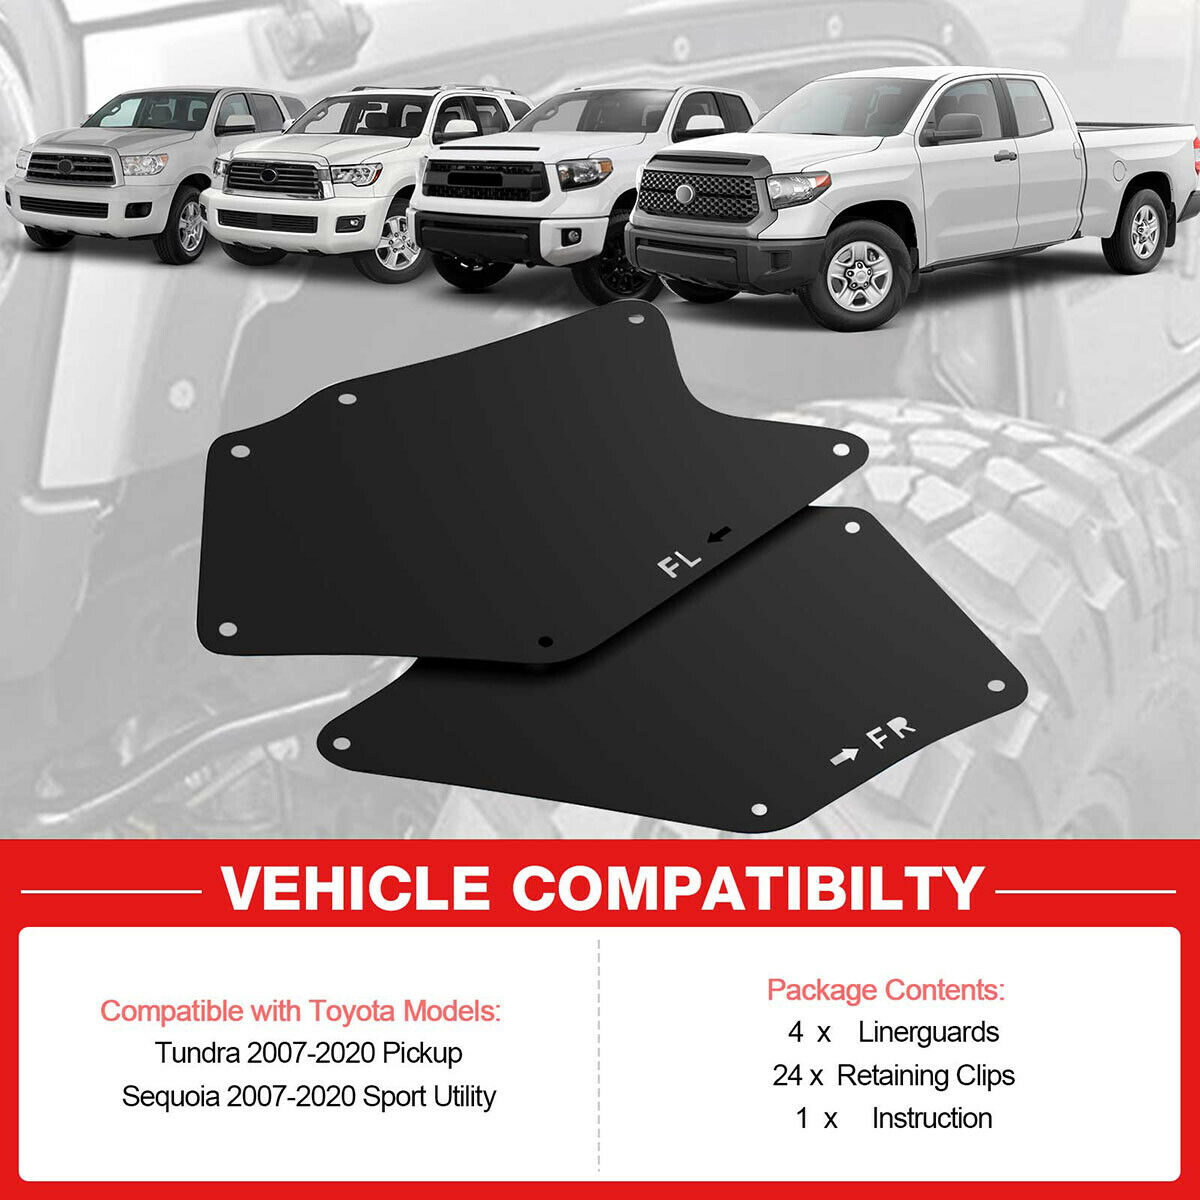 FL
FR
VEHICLE COMPATIBILTY
Compatible with Toyota Models:
Tundra 2007-2020 Pickup
Sequoia 2007-2020 Sport Utility
Package Contents:
4 x Linerguards
24 x Retaining Clips
1 x Instruction